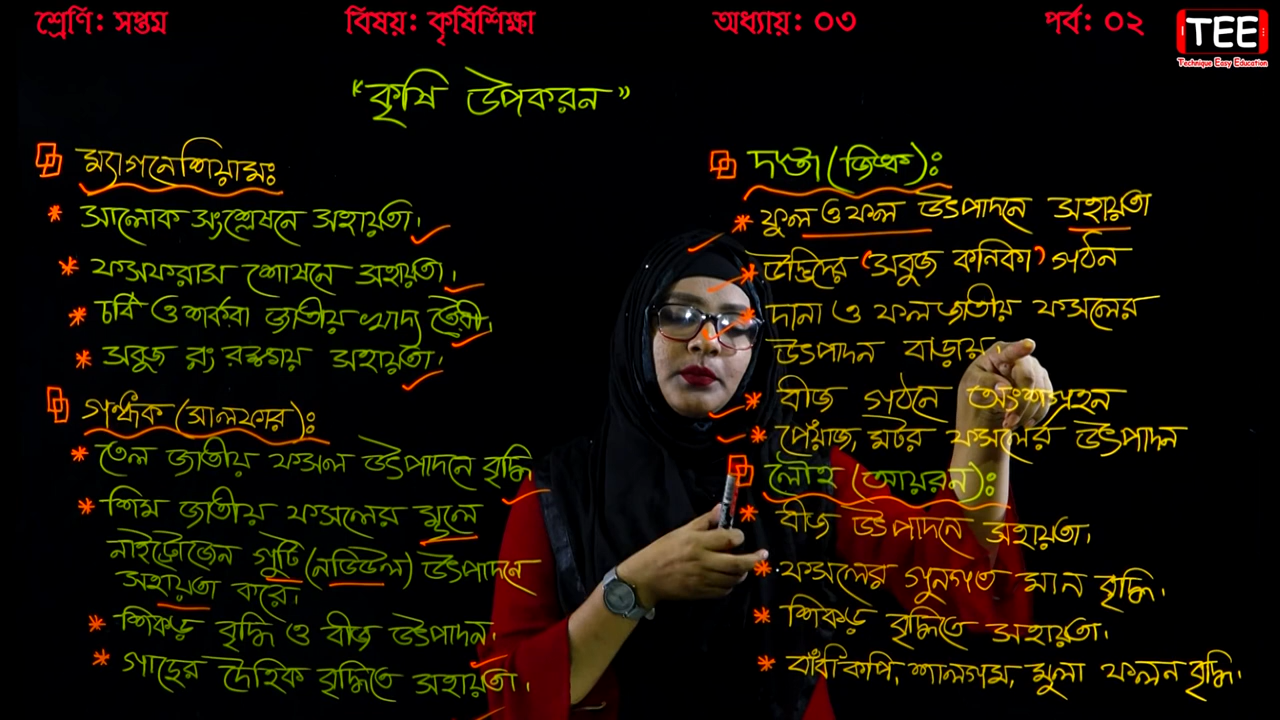 শ্রেণি: সপ্তম
বিষয়: কৃষিশিক্ষা
অধ্যায়: ০৩
পর্ব: ০২
TEE
Technique Easy Education
"কৃষি উপকরন"
ম্যাগনেশিয়ামঃ
* সালোক সংশ্লেষনে সহায়তা।
* ফসফরাস শোষনে সহায়তা।
* চর্বি ও শর্করা জাতীয় খাদ্য তৈরী।
* সবুজ রং রক্ষায় সহায়তা।
গন্ধক (সালফার)ঃ
* তেল জাতীয় ফসল উৎপাদনে বৃদ্ধি
* শিম জাতীয় ফসলের মূলে
নাইট্রোজেন গুটি (নডিউল) উৎপাদনে
সহায়তা করে।
* শিকড় বৃদ্ধি ও বীজ উৎপাদন।
* গাছের দৈহিক বৃদ্ধিতে সহায়তা।
দস্তা (জিংক)ঃ
* ফুল ও ফল উৎপাদনে সহায়তা
* উদ্ভিদের 'সবুজ কনিকা' গঠন
* দানা ও ফল জাতীয় ফসলের
উৎপাদন বাড়ায়।
* বীজ গঠনে অংশগ্রহন
* পেঁয়াজ, মটর ফসলের উৎপাদন
লৌহ (আয়রন)ঃ
* বীজ উৎপাদনে সহায়তা।
* ফসলের গুনগত মান বৃদ্ধি।
* শিকড় বৃদ্ধিতে সহায়তা।
* বাঁধাকপি, শালগম, মুলা ফলন বৃদ্ধি।